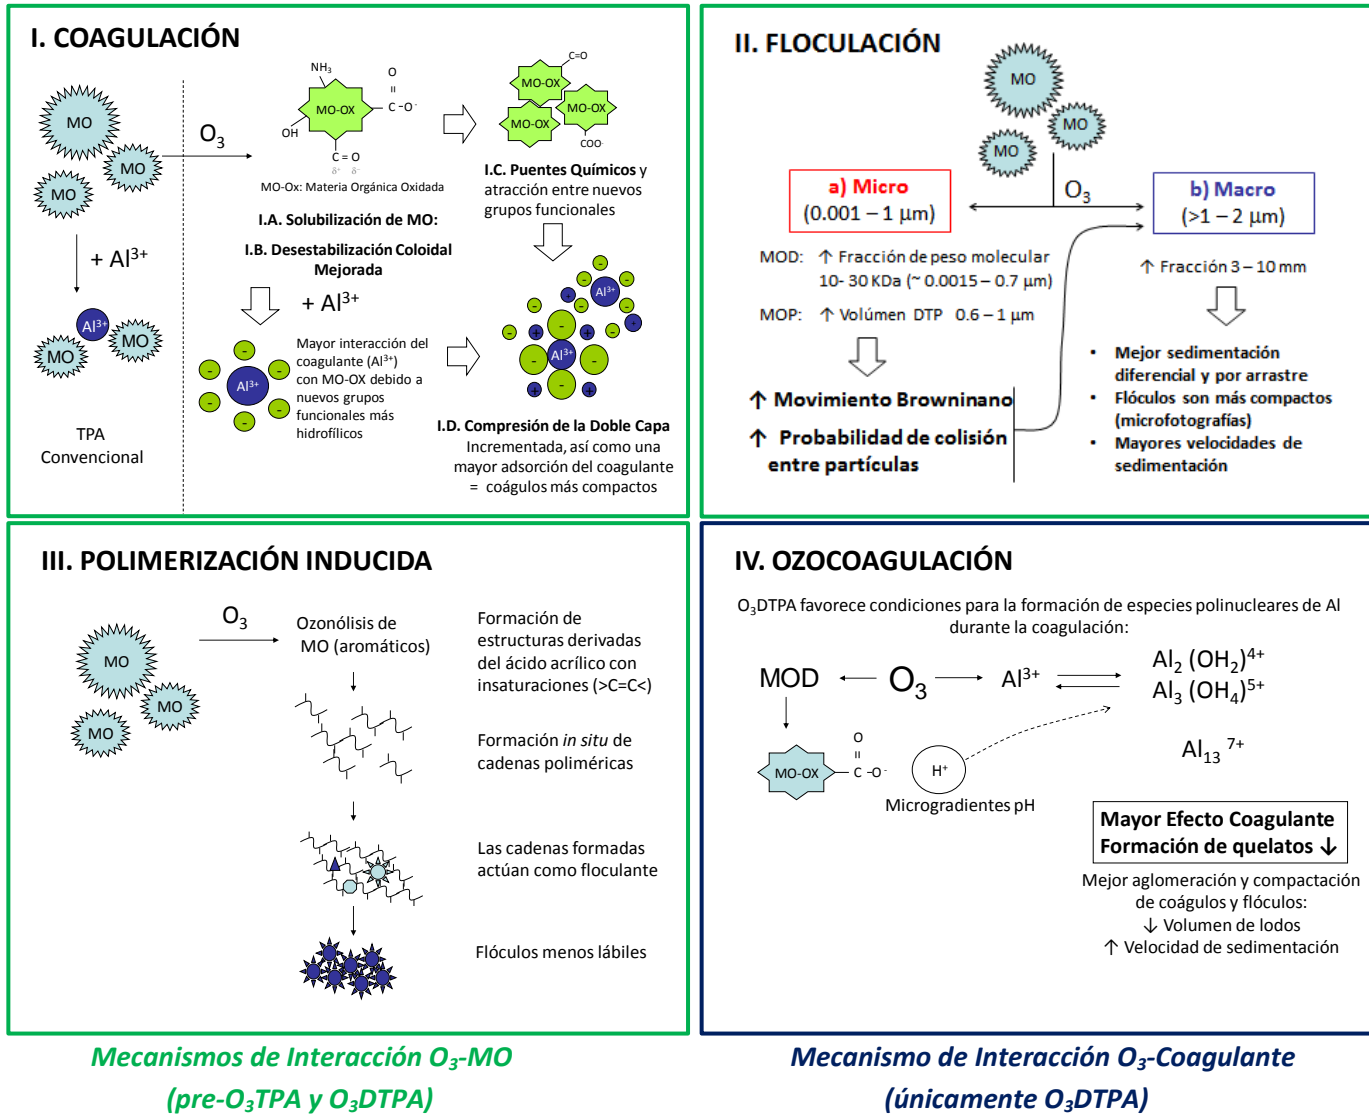 I. COAGULACIÓN
MO
MO
MO
O₃
+ Al³⁺
Al³⁺
MO
MO
TPA
Convencional
NH₃
O
C –O⁻
MO-OX
OH
C = O
δ⁺ δ⁻
MO-Ox: Materia Orgánica Oxidada
I.A. Solubilización de MO:
I.B. Desestabilización Coloidal
Mejorada
+ Al³⁺
Al³⁺
-
-
-
-
-
-
-
Mayor interacción del
coagulante (Al³⁺)
con MO-OX debido a
nuevos grupos
funcionales más
hidrofílicos
C=O
MO-OX
MO-OX
MO-OX
COO⁻
I.C. Puentes Químicos y
atracción entre nuevos
grupos funcionales
Al³⁺
Al³⁺
I.D. Compresión de la Doble Capa
Incrementada, así como una
mayor adsorción del coagulante
= coágulos más compactos
II. FLOCULACIÓN
MO
MO
MO
O₃
a) Micro
(0.001 – 1 µm)
MOD: ↑ Fracción de peso molecular
10- 30 KDa (~ 0.0015 – 0.7 µm)
MOP: ↑ Volúmen DTP 0.6 – 1 µm
↑ Movimiento Browninano
↑ Probabilidad de colisión
entre partículas
b) Macro
(>1 – 2 µm)
↑ Fracción 3 – 10 mm
• Mejor sedimentación
diferencial y por arrastre
• Flóculos son más compactos
(microfotografías)
• Mayores velocidades de
sedimentación
III. POLIMERIZACIÓN INDUCIDA
MO
MO
MO
O₃
Ozonólisis de
MO (aromáticos)
Formación de
estructuras derivadas
del ácido acrílico con
insaturaciones (>C=C<)
Formación in situ de
cadenas poliméricas
Las cadenas formadas
actúan como floculante
Flóculos menos lábiles
IV. OZOCOAGULACIÓN
O₃DTPA favorece condiciones para la formación de especies polinucleares de Al
durante la coagulación:
MOD
O₃
Al³⁺
Al₂ (OH₂)⁴⁺
Al₃ (OH₄)⁵⁺
Al₁₃ ⁷⁺
O
MO-OX
C –O⁻
H⁺
Microgradientes pH
Mayor Efecto Coagulante
Formación de quelatos ↓
Mejor aglomeración y compactación
de coágulos y flóculos:
↓ Volumen de lodos
↑ Velocidad de sedimentación
Mecanismos de Interacción O₃-MO
(pre-O₃TPA y O₃DTPA)
Mecanismo de Interacción O₃-Coagulante
(únicamente O₃DTPA)